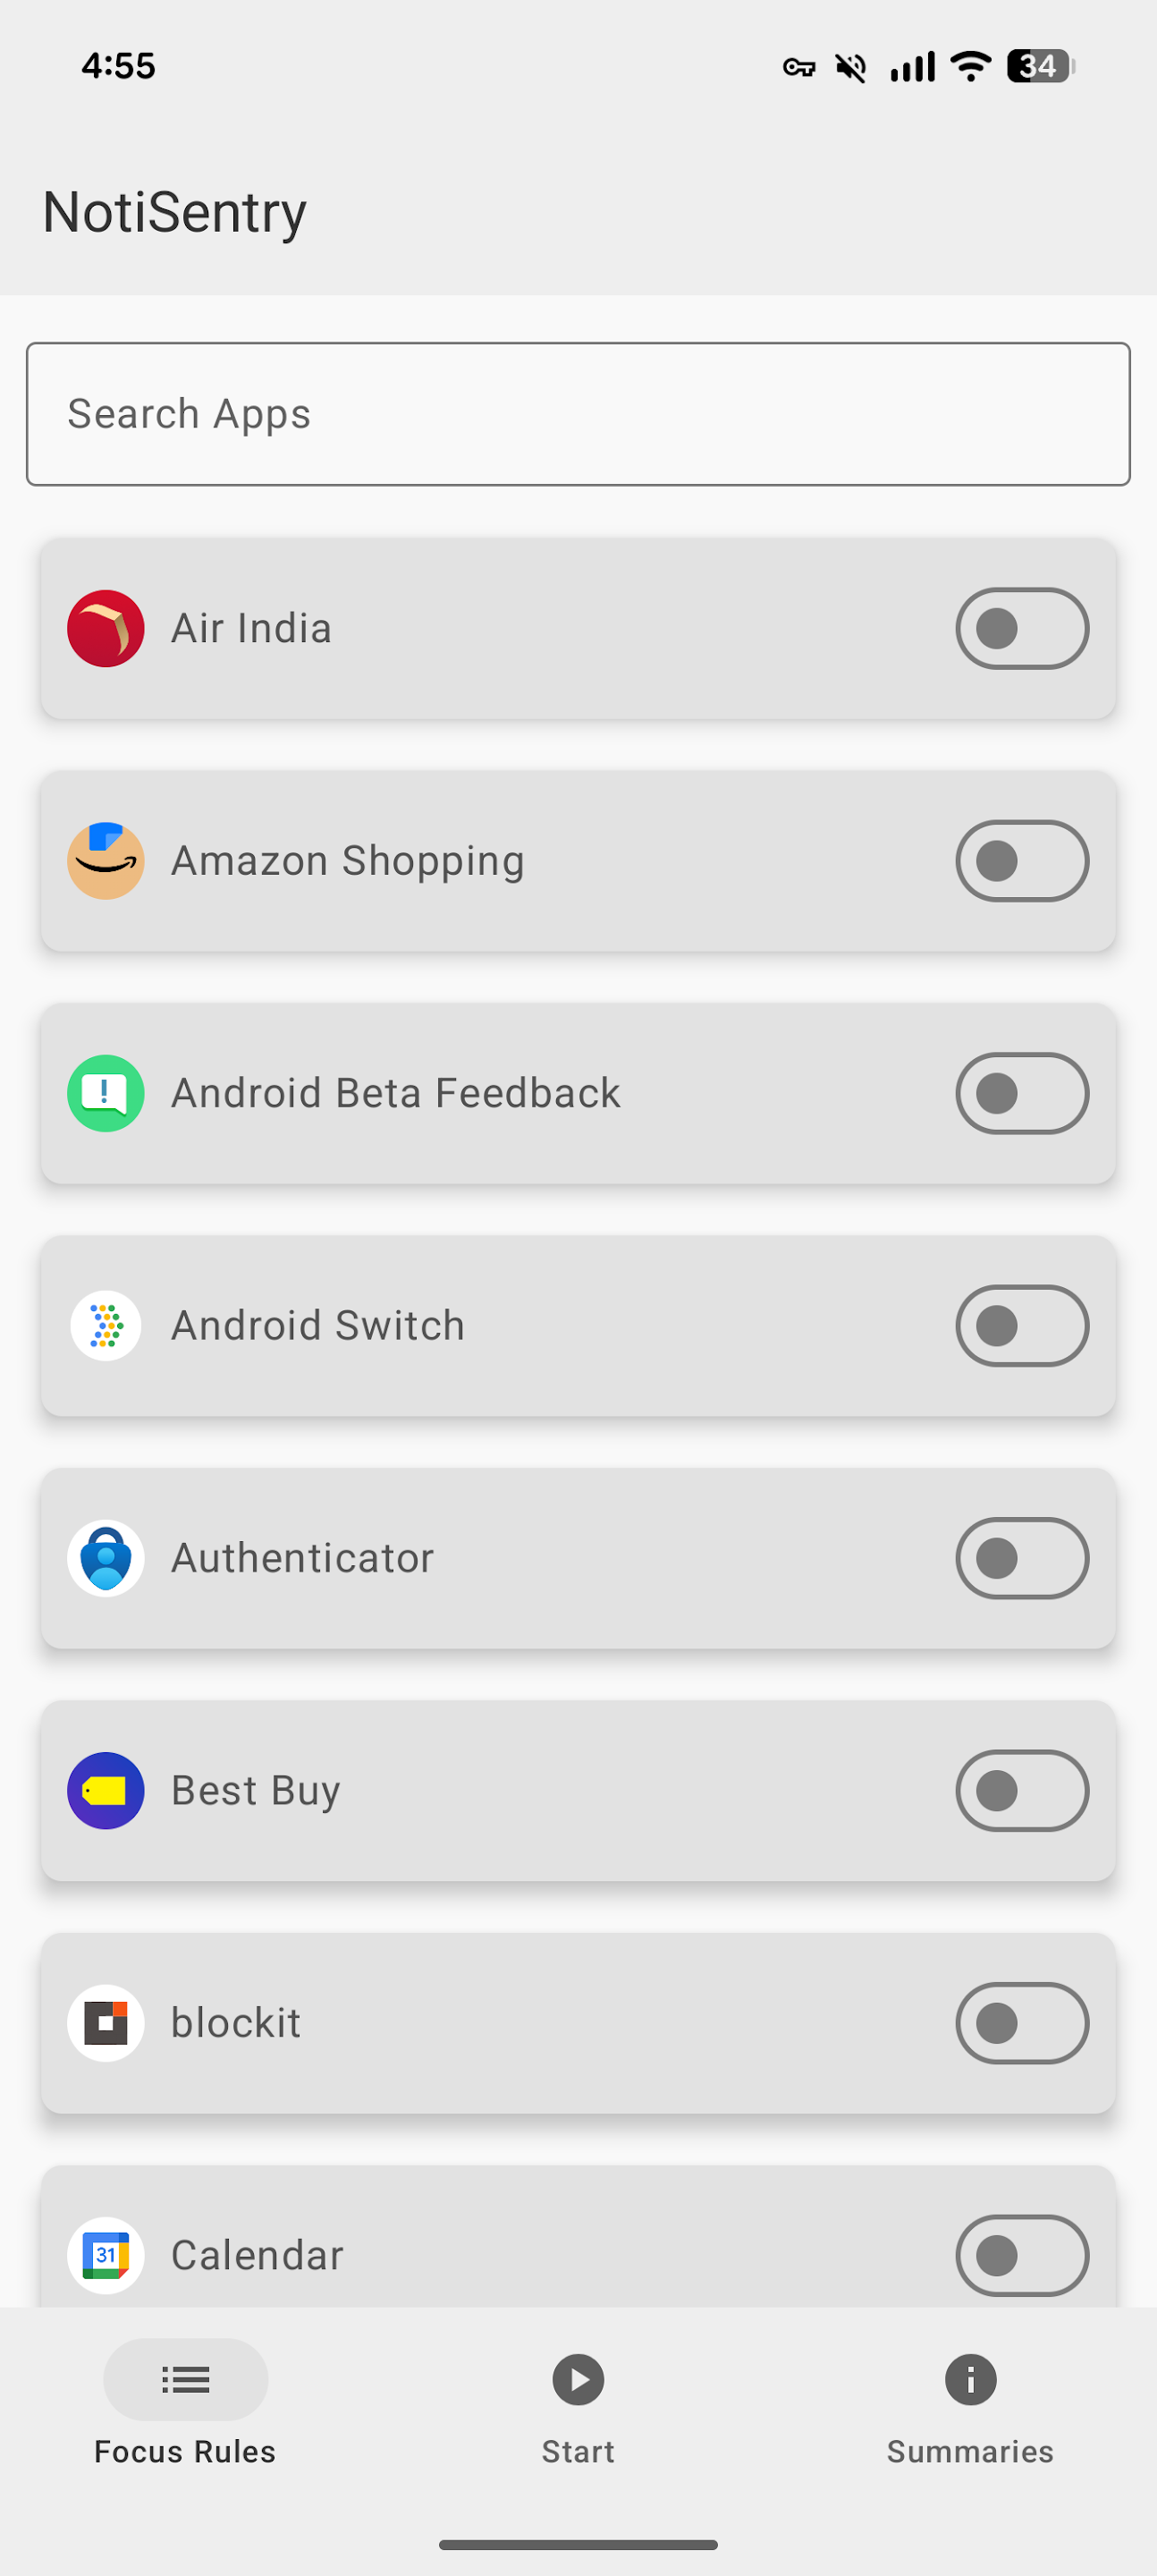 4:55
34
NotiSentry
Search Apps
Air India
Amazon Shopping
Android Beta Feedback
Android Switch
Authenticator
Best Buy
blockit
31
Calendar
Focus Rules
Start
Summaries